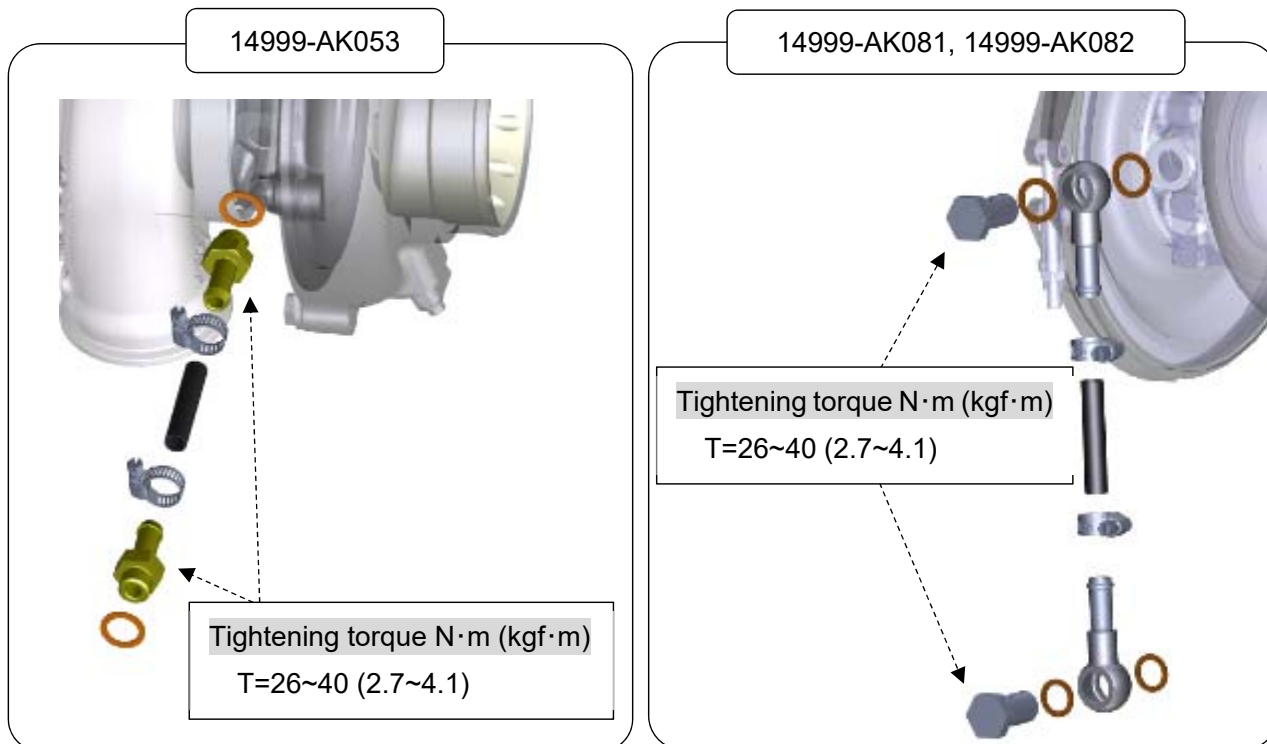 14999-AK053
Tightening torque N·m (kgf·m)
T=26~40 (2.7~4.1)
14999-AK081, 14999-AK082
Tightening torque N·m (kgf·m)
T=26~40 (2.7~4.1)